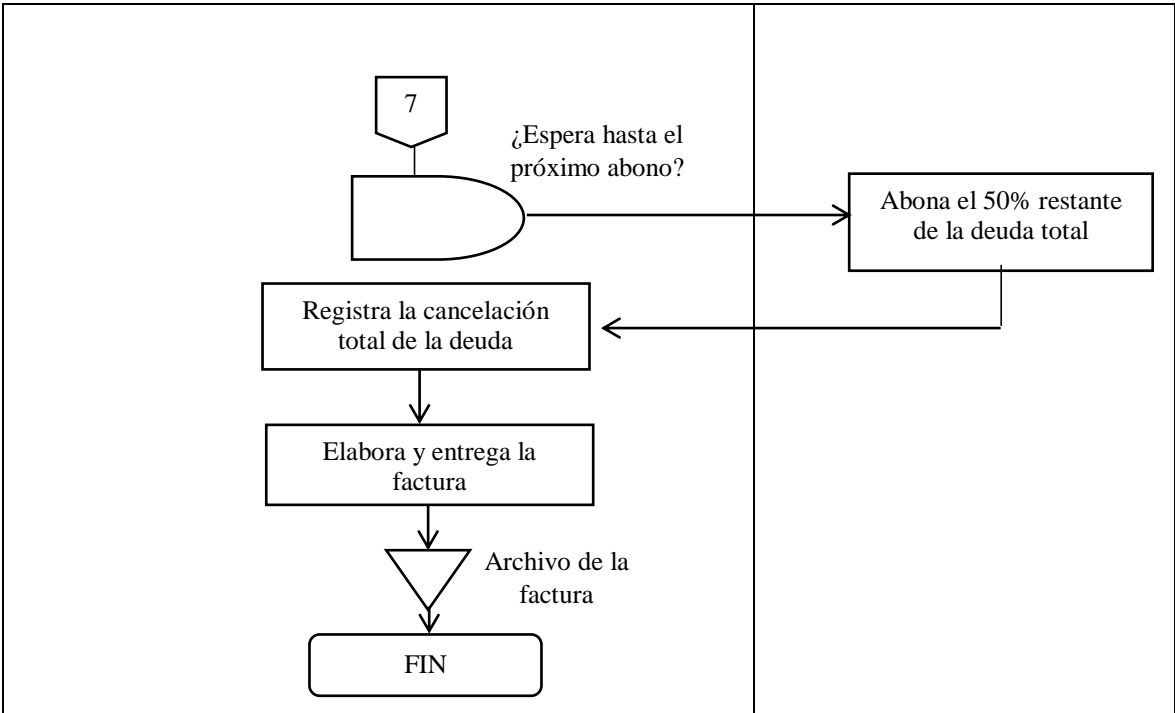 7
¿Espera hasta el
próximo abono?
Abona el 50% restante
de la deuda total
Registra la cancelación
total de la deuda
Elabora y entrega la
factura
Archivo de la
factura
FIN